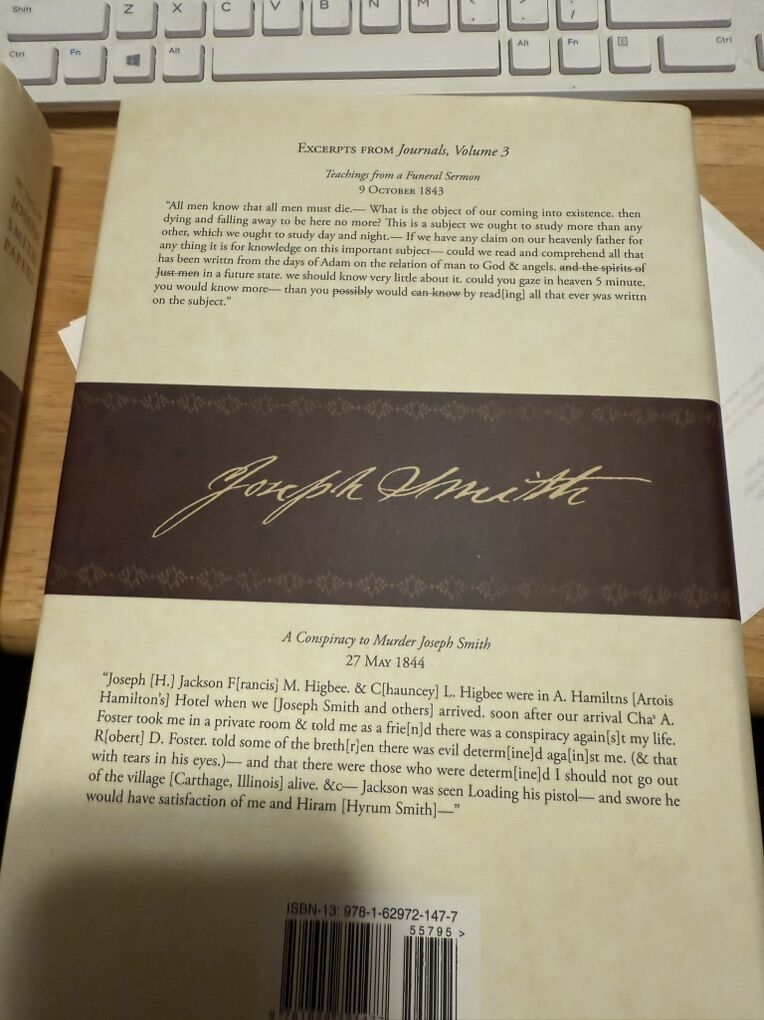 Shift Z X C V B N M < > ? /
Ctrl Fn Alt Alt Fn Ctrl
JOSEPH
SMITH
PAPERS
EXCERPTS FROM Journals, Volume 3
Teachings from a Funeral Sermon
9 OCTOBER 1843
“All men know that all men must die.— What is the object of our coming into existence. then
dying and falling away to be here no more? This is a subject we ought to study more than any
other, which we ought to study day and night.— If we have any claim on our heavenly father for
any thing it is for knowledge on this important subject— could we read and comprehend all that
has been writtn from the days of Adam on the relation of man to God & angels. and the spirits of
Just men in a future state. we should know very little about it. could you gaze in heaven 5 minute.
you would know more— than you possibly would can know by read[ing] all that ever was writtn
on the subject.”
Joseph Smith
A Conspiracy to Murder Joseph Smith
27 MAY 1844
“Joseph [H.] Jackson F[rancis] M. Higbee. & C[hauncey] L. Higbee were in A. Hamiltns [Artois
Hamilton’s] Hotel when we [Joseph Smith and others] arrived. soon after our arrival Chaˢ A.
Foster took me in a private room & told me as a frie[n]d there was a conspiracy again[s]t my life.
R[obert] D. Foster. told some of the breth[r]en there was evil determ[ine]d aga[in]st me. (& that
with tears in his eyes.)— and that there were those who were determ[ine]d I should not go out
of the village [Carthage, Illinois] alive. &c— Jackson was seen Loading his pistol— and swore he
would have satisfaction of me and Hiram [Hyrum Smith]—”
ISBN-13: 978-1-62972-147-7
55795 >